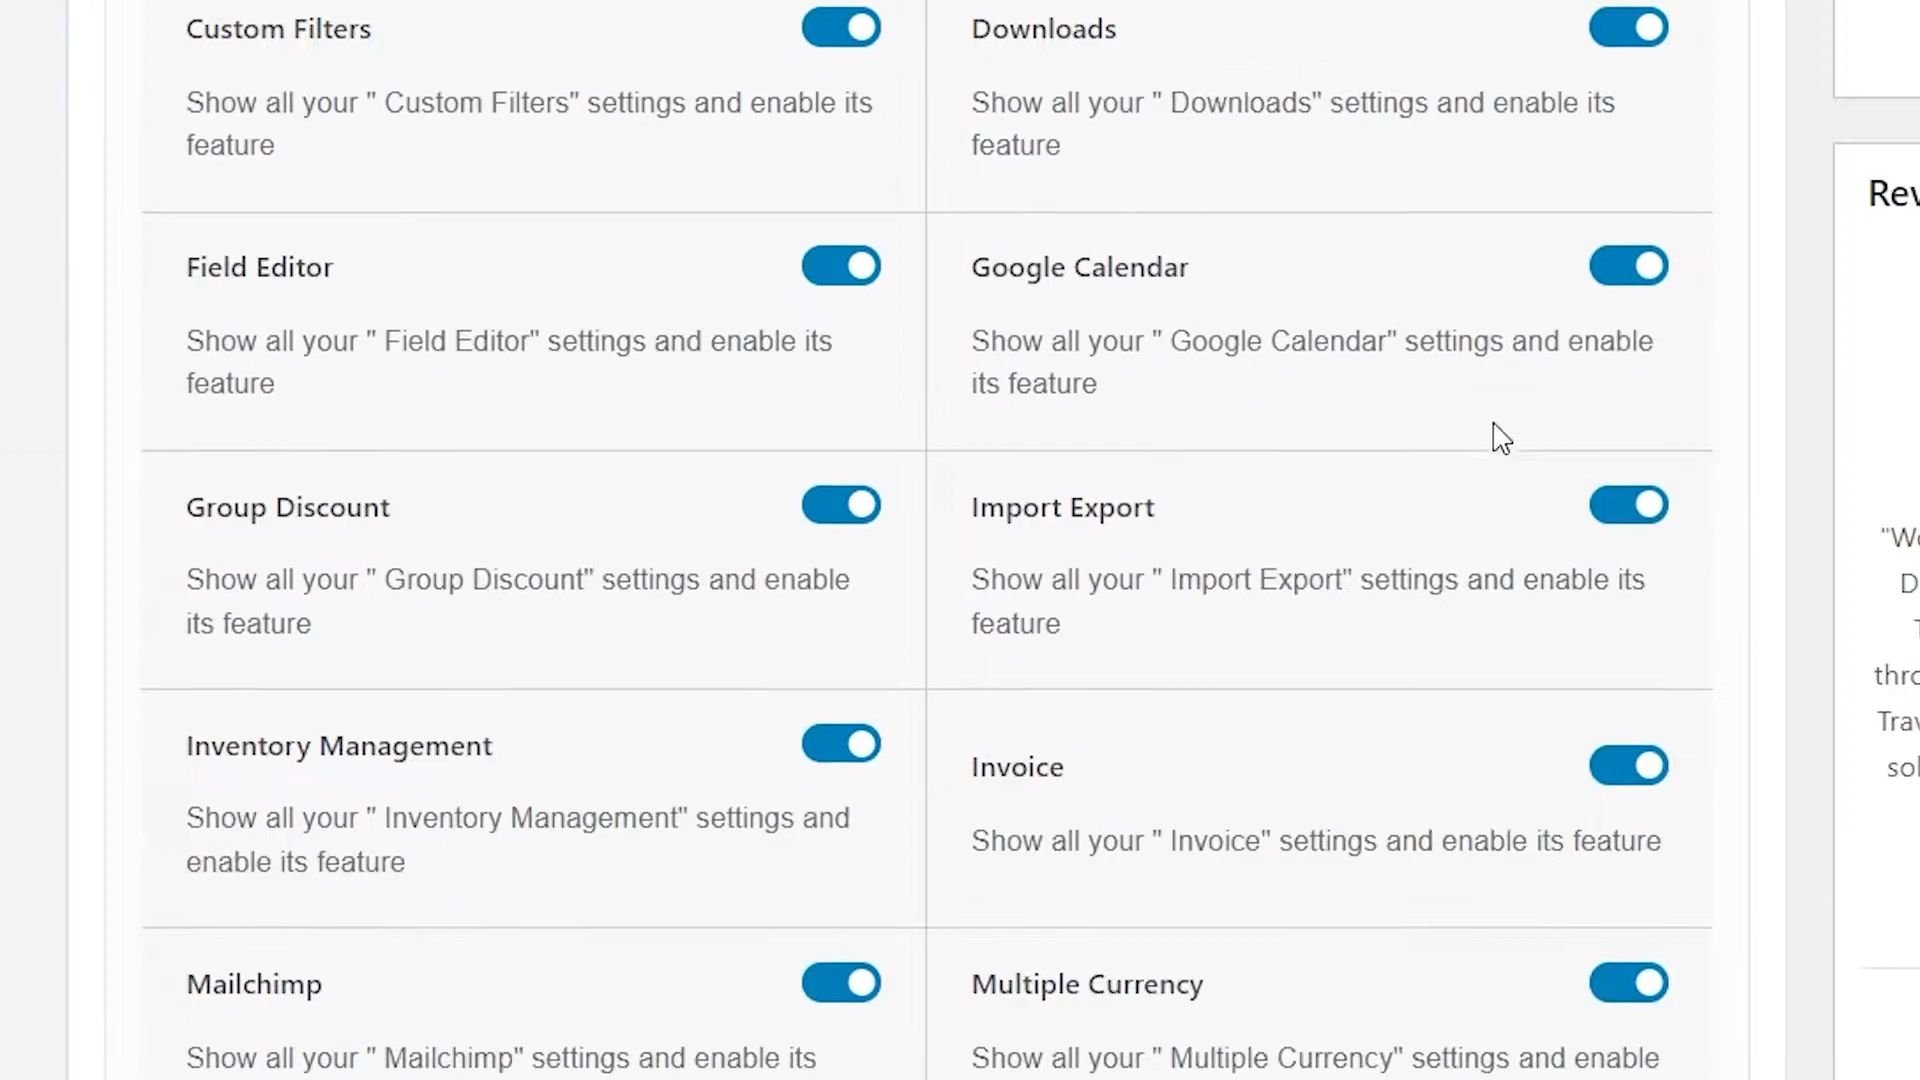 Custom Filters
Show all your " Custom Filters" settings and enable its
feature
Downloads
Show all your " Downloads" settings and enable its
feature
Field Editor
Show all your " Field Editor" settings and enable its
feature
Google Calendar
Show all your " Google Calendar" settings and enable
its feature
Group Discount
Show all your " Group Discount" settings and enable
its feature
Import Export
Show all your " Import Export" settings and enable its
feature
Inventory Management
Show all your " Inventory Management" settings and
enable its feature
Invoice
Show all your " Invoice" settings and enable its feature
Mailchimp
Show all your " Mailchimp" settings and enable its
Multiple Currency
Show all your " Multiple Currency" settings and enable